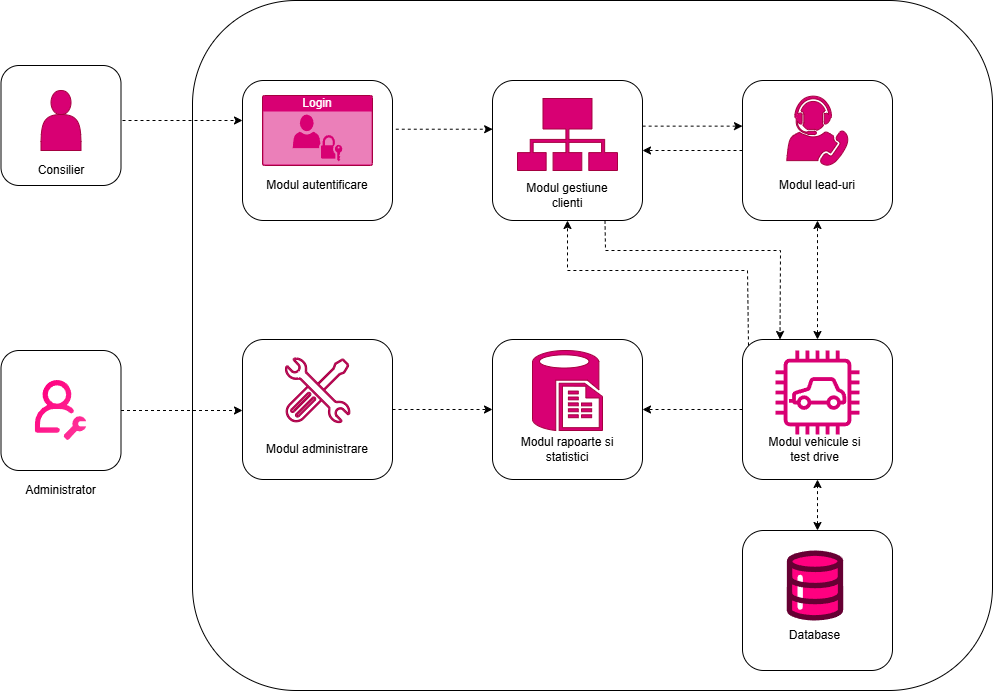 Login
Consilier
Modul autentificare
Modul gestiune
clienti
Modul lead-uri
Administrator
Modul administrare
Modul rapoarte si
statistici
Modul vehicule si
test drive
Database